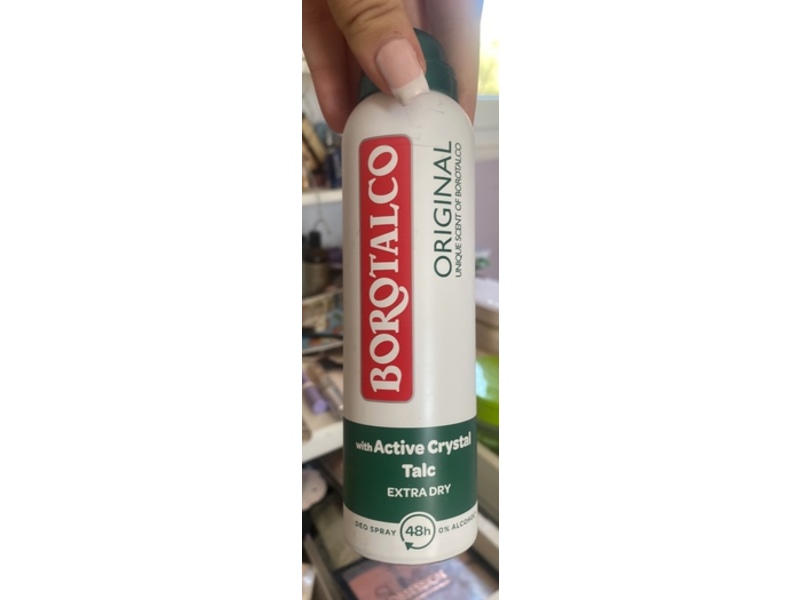 BOROTALCO
ORIGINAL
UNIQUE SCENT OF BOROTALCO
with Active Crystal
Talc
EXTRA DRY
DEO SPRAY 48h 0% ALCOHOL